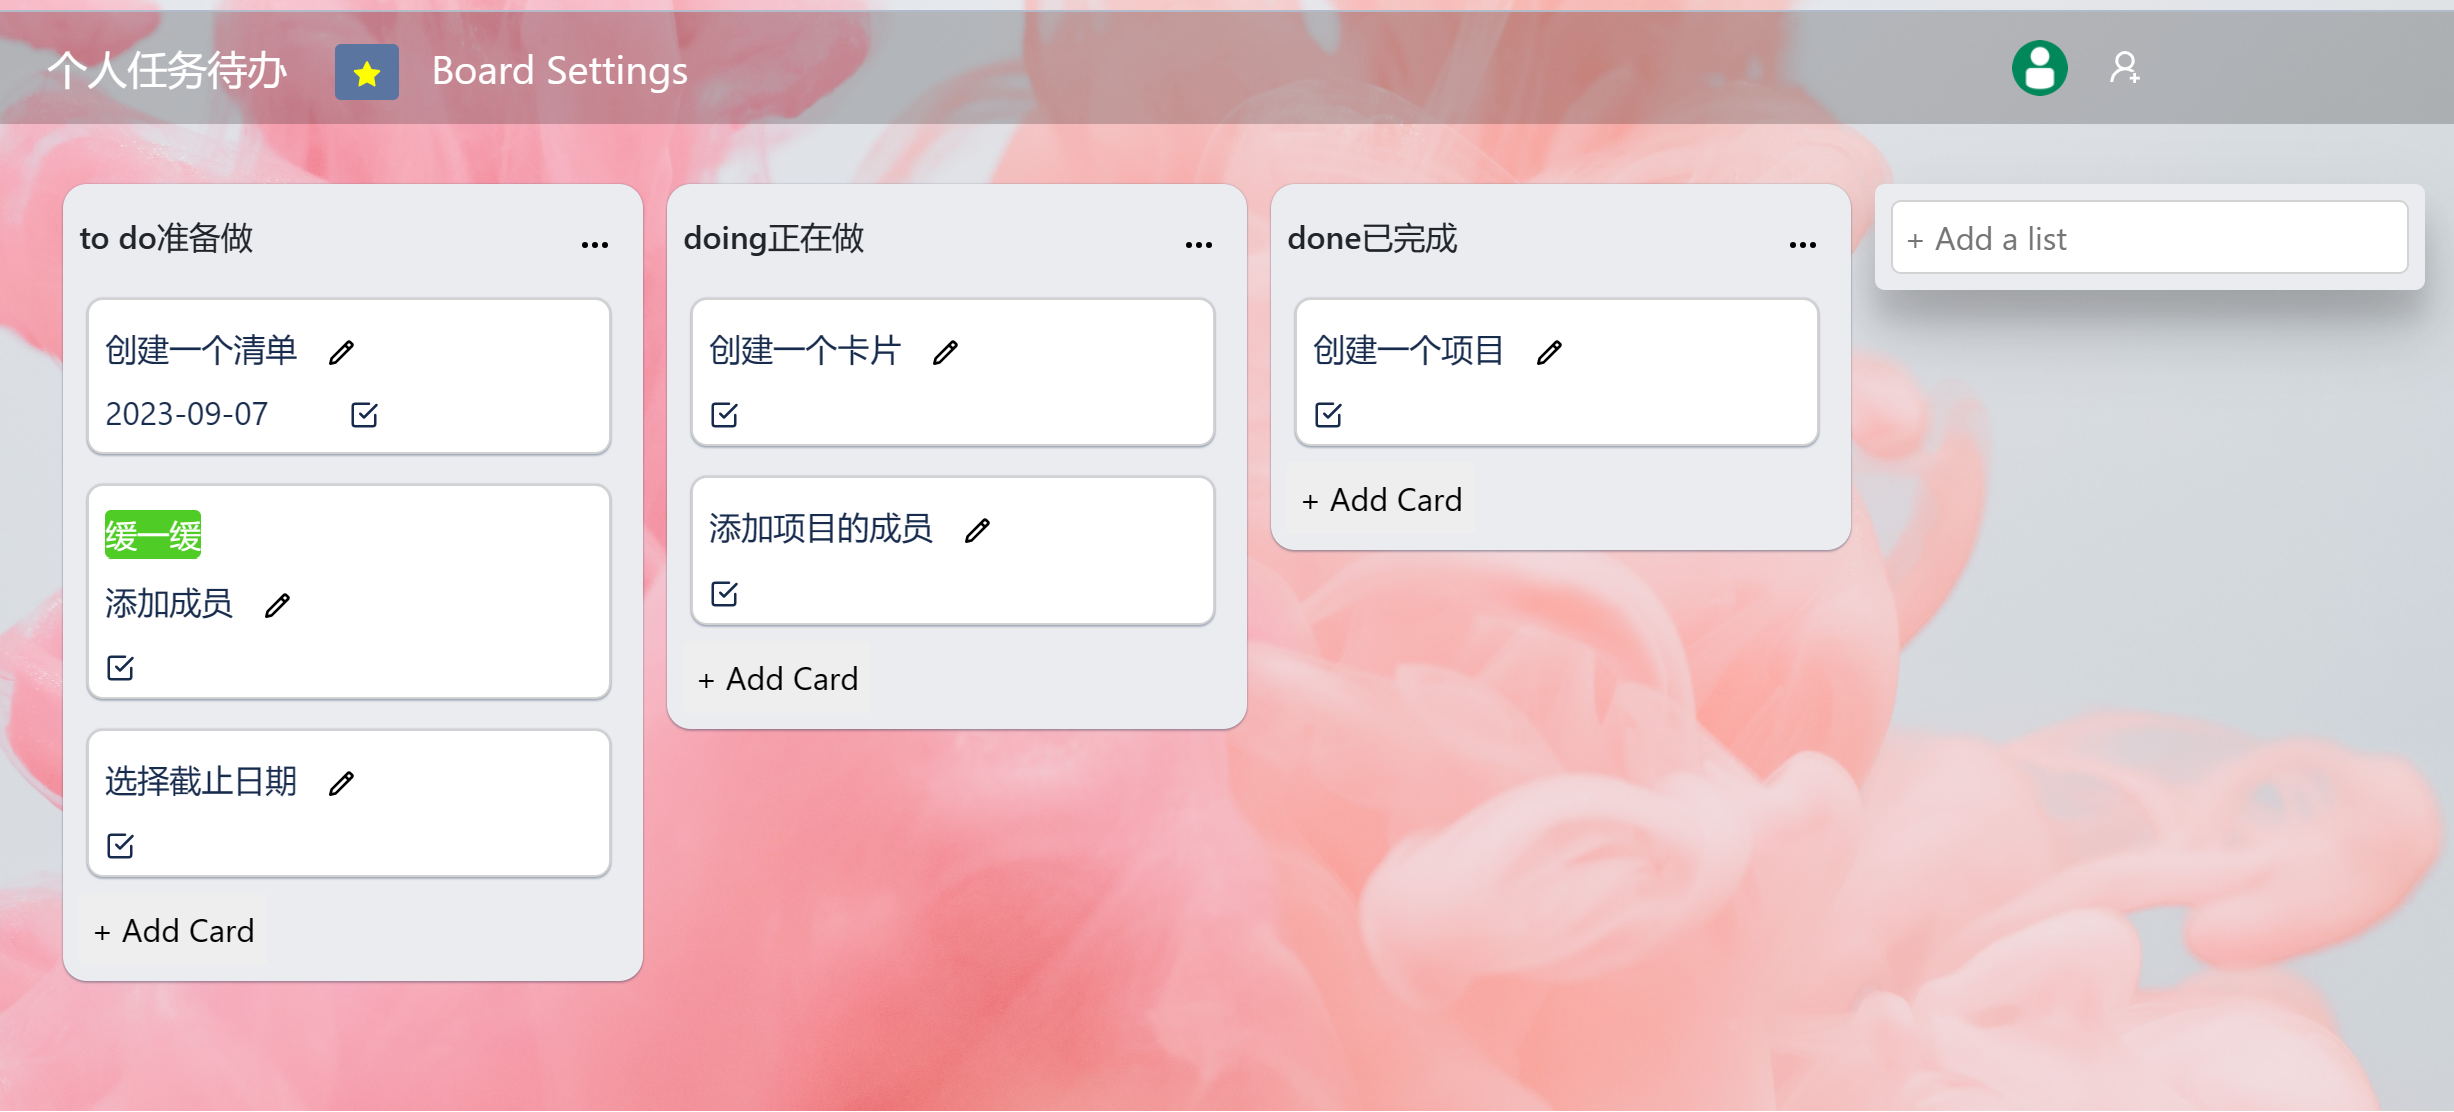 个人任务待办
Board Settings
to do准备做
创建一个清单
2023-09-07
缓一缓
添加成员
选择截止日期
+ Add Card
doing正在做
创建一个卡片
添加项目的成员
+ Add Card
done已完成
创建一个项目
+ Add Card
+ Add a list